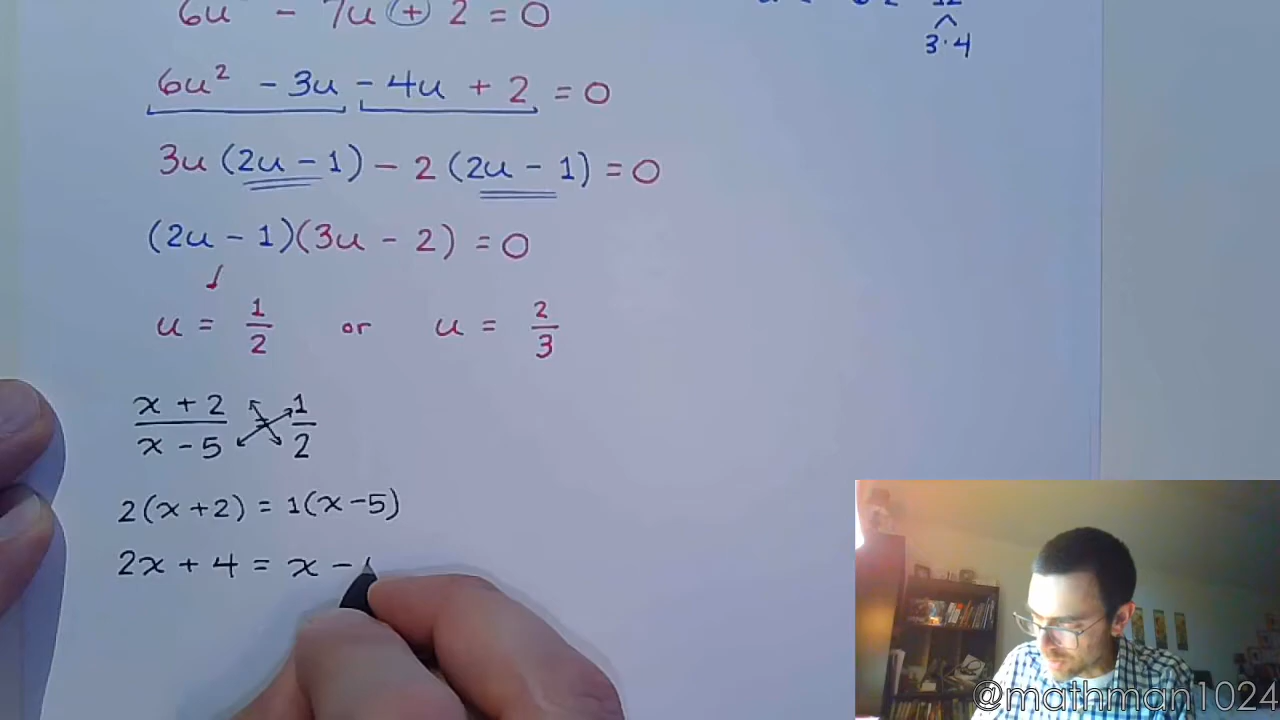 6u - 7u + 2 = 0
12
3·4
6u² - 3u - 4u + 2 = 0
3u (2u - 1) - 2 (2u - 1) = 0
(2u - 1)(3u - 2) = 0
u = 1/2 or u = 2/3
x + 2 / x - 5 = 1/2
2(x + 2) = 1(x - 5)
2x + 4 = x -
@mathman1024